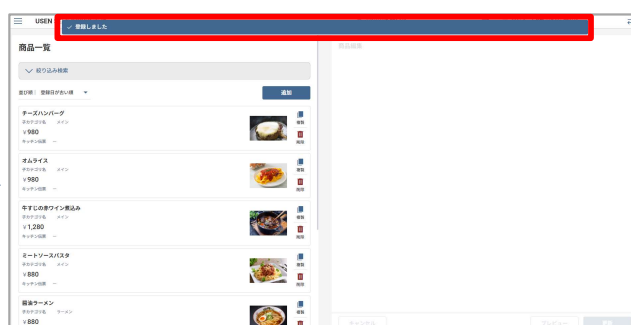 USEN
登録しました
商品一覧
商品編集
絞り込み検索
並び順： 登録日が古い順
追加
チーズハンバーグ
子カテゴリ名 メイン
¥980
キッチン伝票 --
複製
削除
オムライス
子カテゴリ名 メイン
¥980
キッチン伝票 --
複製
削除
牛すじの赤ワイン煮込み
子カテゴリ名 メイン
¥1,280
キッチン伝票 --
複製
削除
ミートソースパスタ
子カテゴリ名 メイン
¥880
キッチン伝票 --
複製
削除
醤油ラーメン
子カテゴリ名 ラーメン
¥880
複製
キャンセル
プレビュー